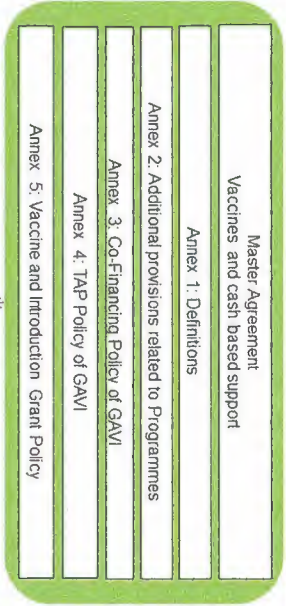 Master Agreement
Vaccines and cash based support
Annex 1: Definitions
Annex 2: Additional provisions related to Programmes
Annex 3: Co-Financing Policy of GAVI
Annex 4: TAP Policy of GAVI
Annex 5: Vaccine and Introduction Grant Policy